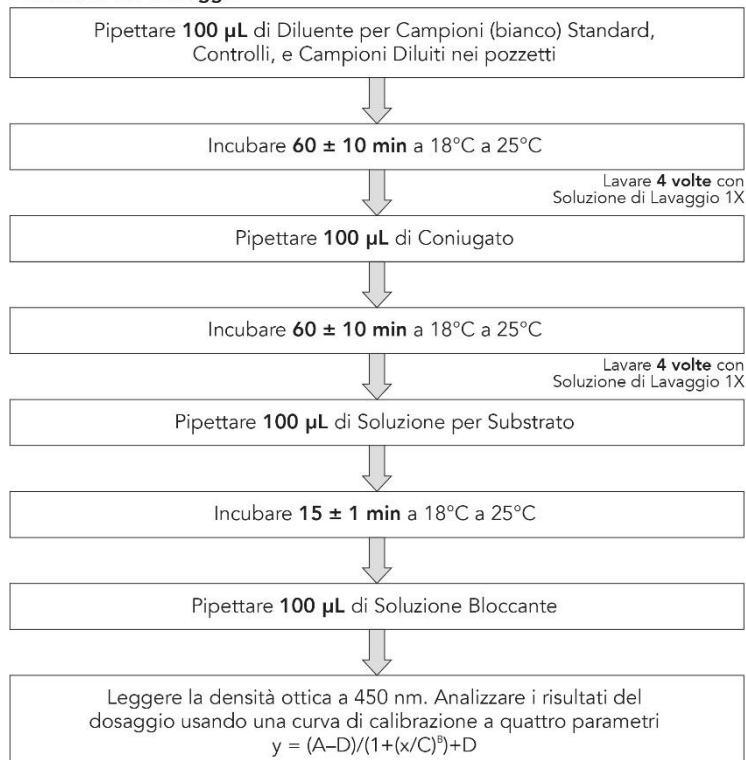 Pipettare 100 µL di Diluente per Campioni (bianco) Standard,
Controlli, e Campioni Diluiti nei pozzetti
Incubare 60 ± 10 min a 18°C a 25°C
Lavare 4 volte con
Soluzione di Lavaggio 1X
Pipettare 100 µL di Coniugato
Incubare 60 ± 10 min a 18°C a 25°C
Lavare 4 volte con
Soluzione di Lavaggio 1X
Pipettare 100 µL di Soluzione per Substrato
Incubare 15 ± 1 min a 18°C a 25°C
Pipettare 100 µL di Soluzione Bloccante
Leggere la densità ottica a 450 nm. Analizzare i risultati del
dosaggio usando una curva di calibrazione a quattro parametri
y = (A–D)/(1+(x/C)ᴮ)+D